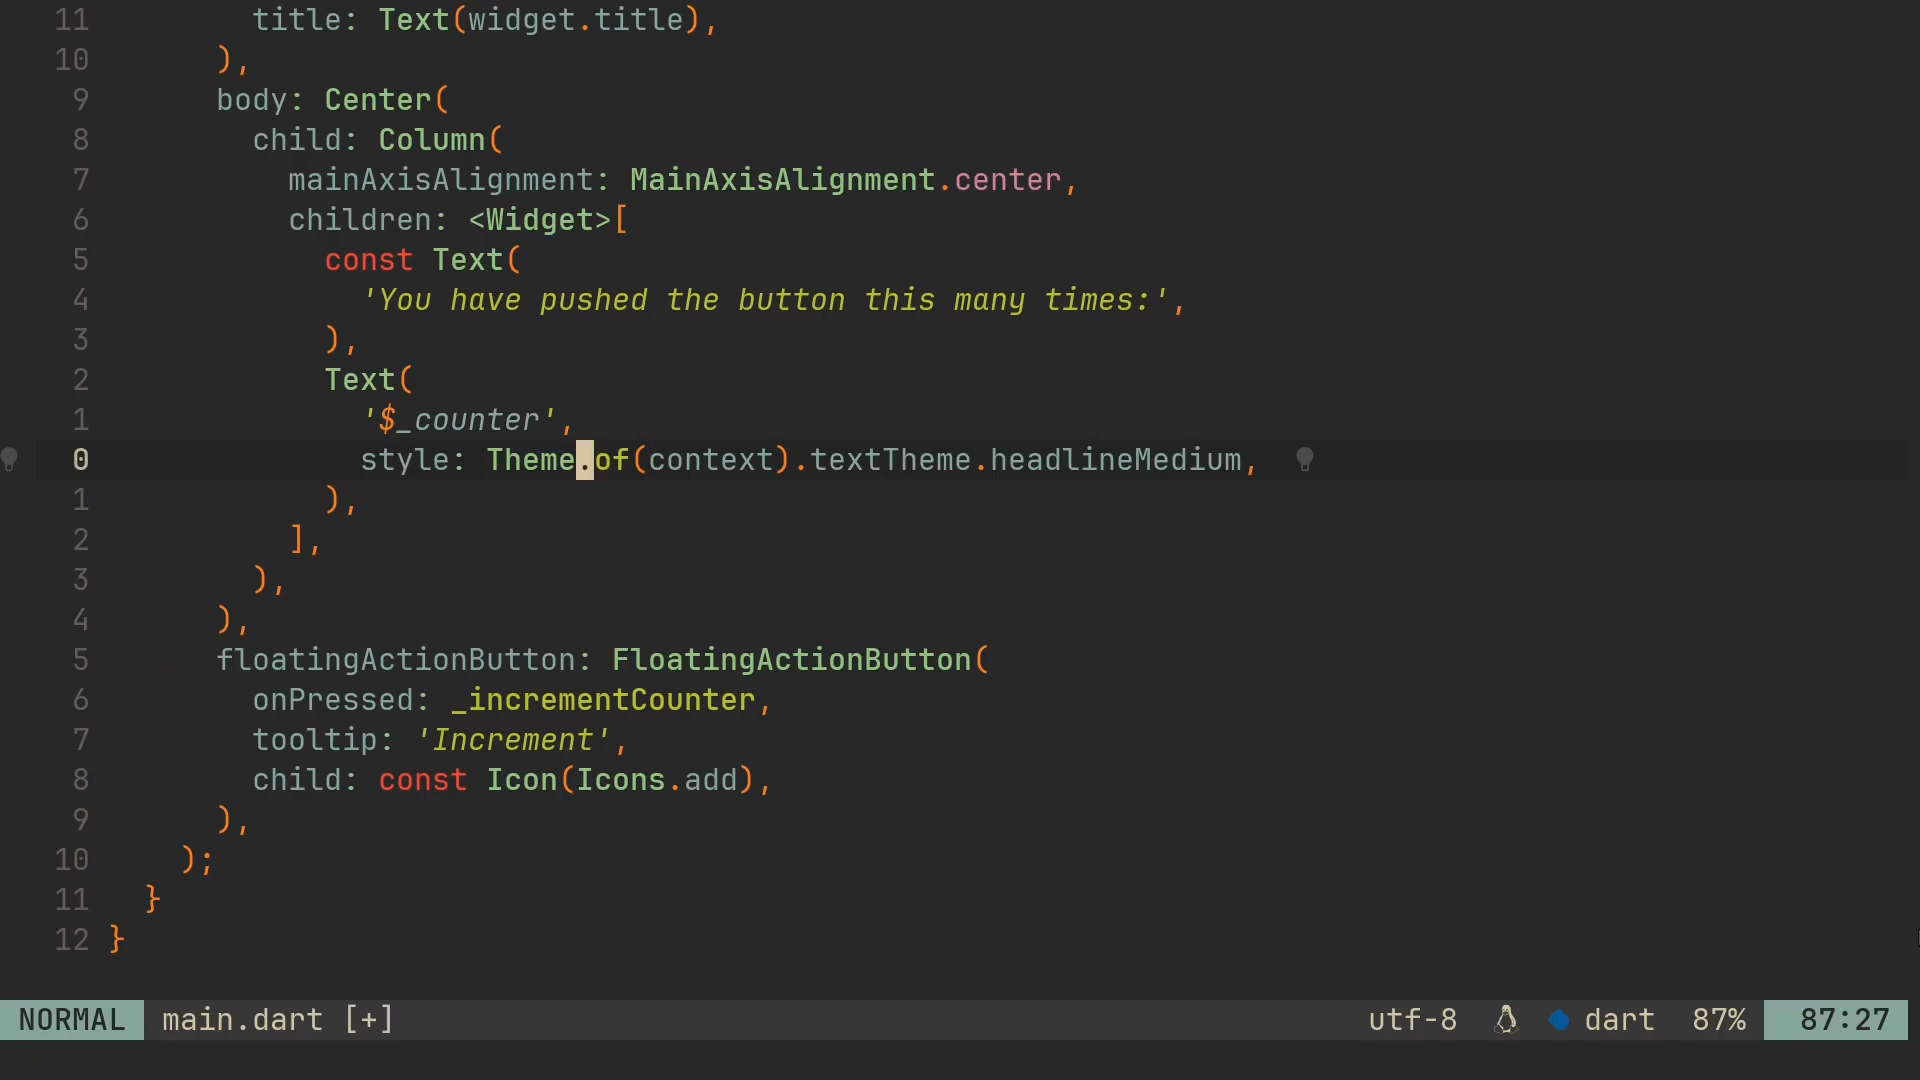 11         title: Text(widget.title),
10       ),
 9       body: Center(
 8         child: Column(
 7           mainAxisAlignment: MainAxisAlignment.center,
 6           children: <Widget>[
 5             const Text(
 4               'You have pushed the button this many times:',
 3             ),
 2             Text(
 1               '$_counter',
 0               style: Theme.of(context).textTheme.headlineMedium,
 1             ),
 2           ],
 3         ),
 4       ),
 5       floatingActionButton: FloatingActionButton(
 6         onPressed: _incrementCounter,
 7         tooltip: 'Increment',
 8         child: const Icon(Icons.add),
 9       ),
10     );
11   }
12 }
NORMAL main.dart [+] utf-8 dart 87% 87:27